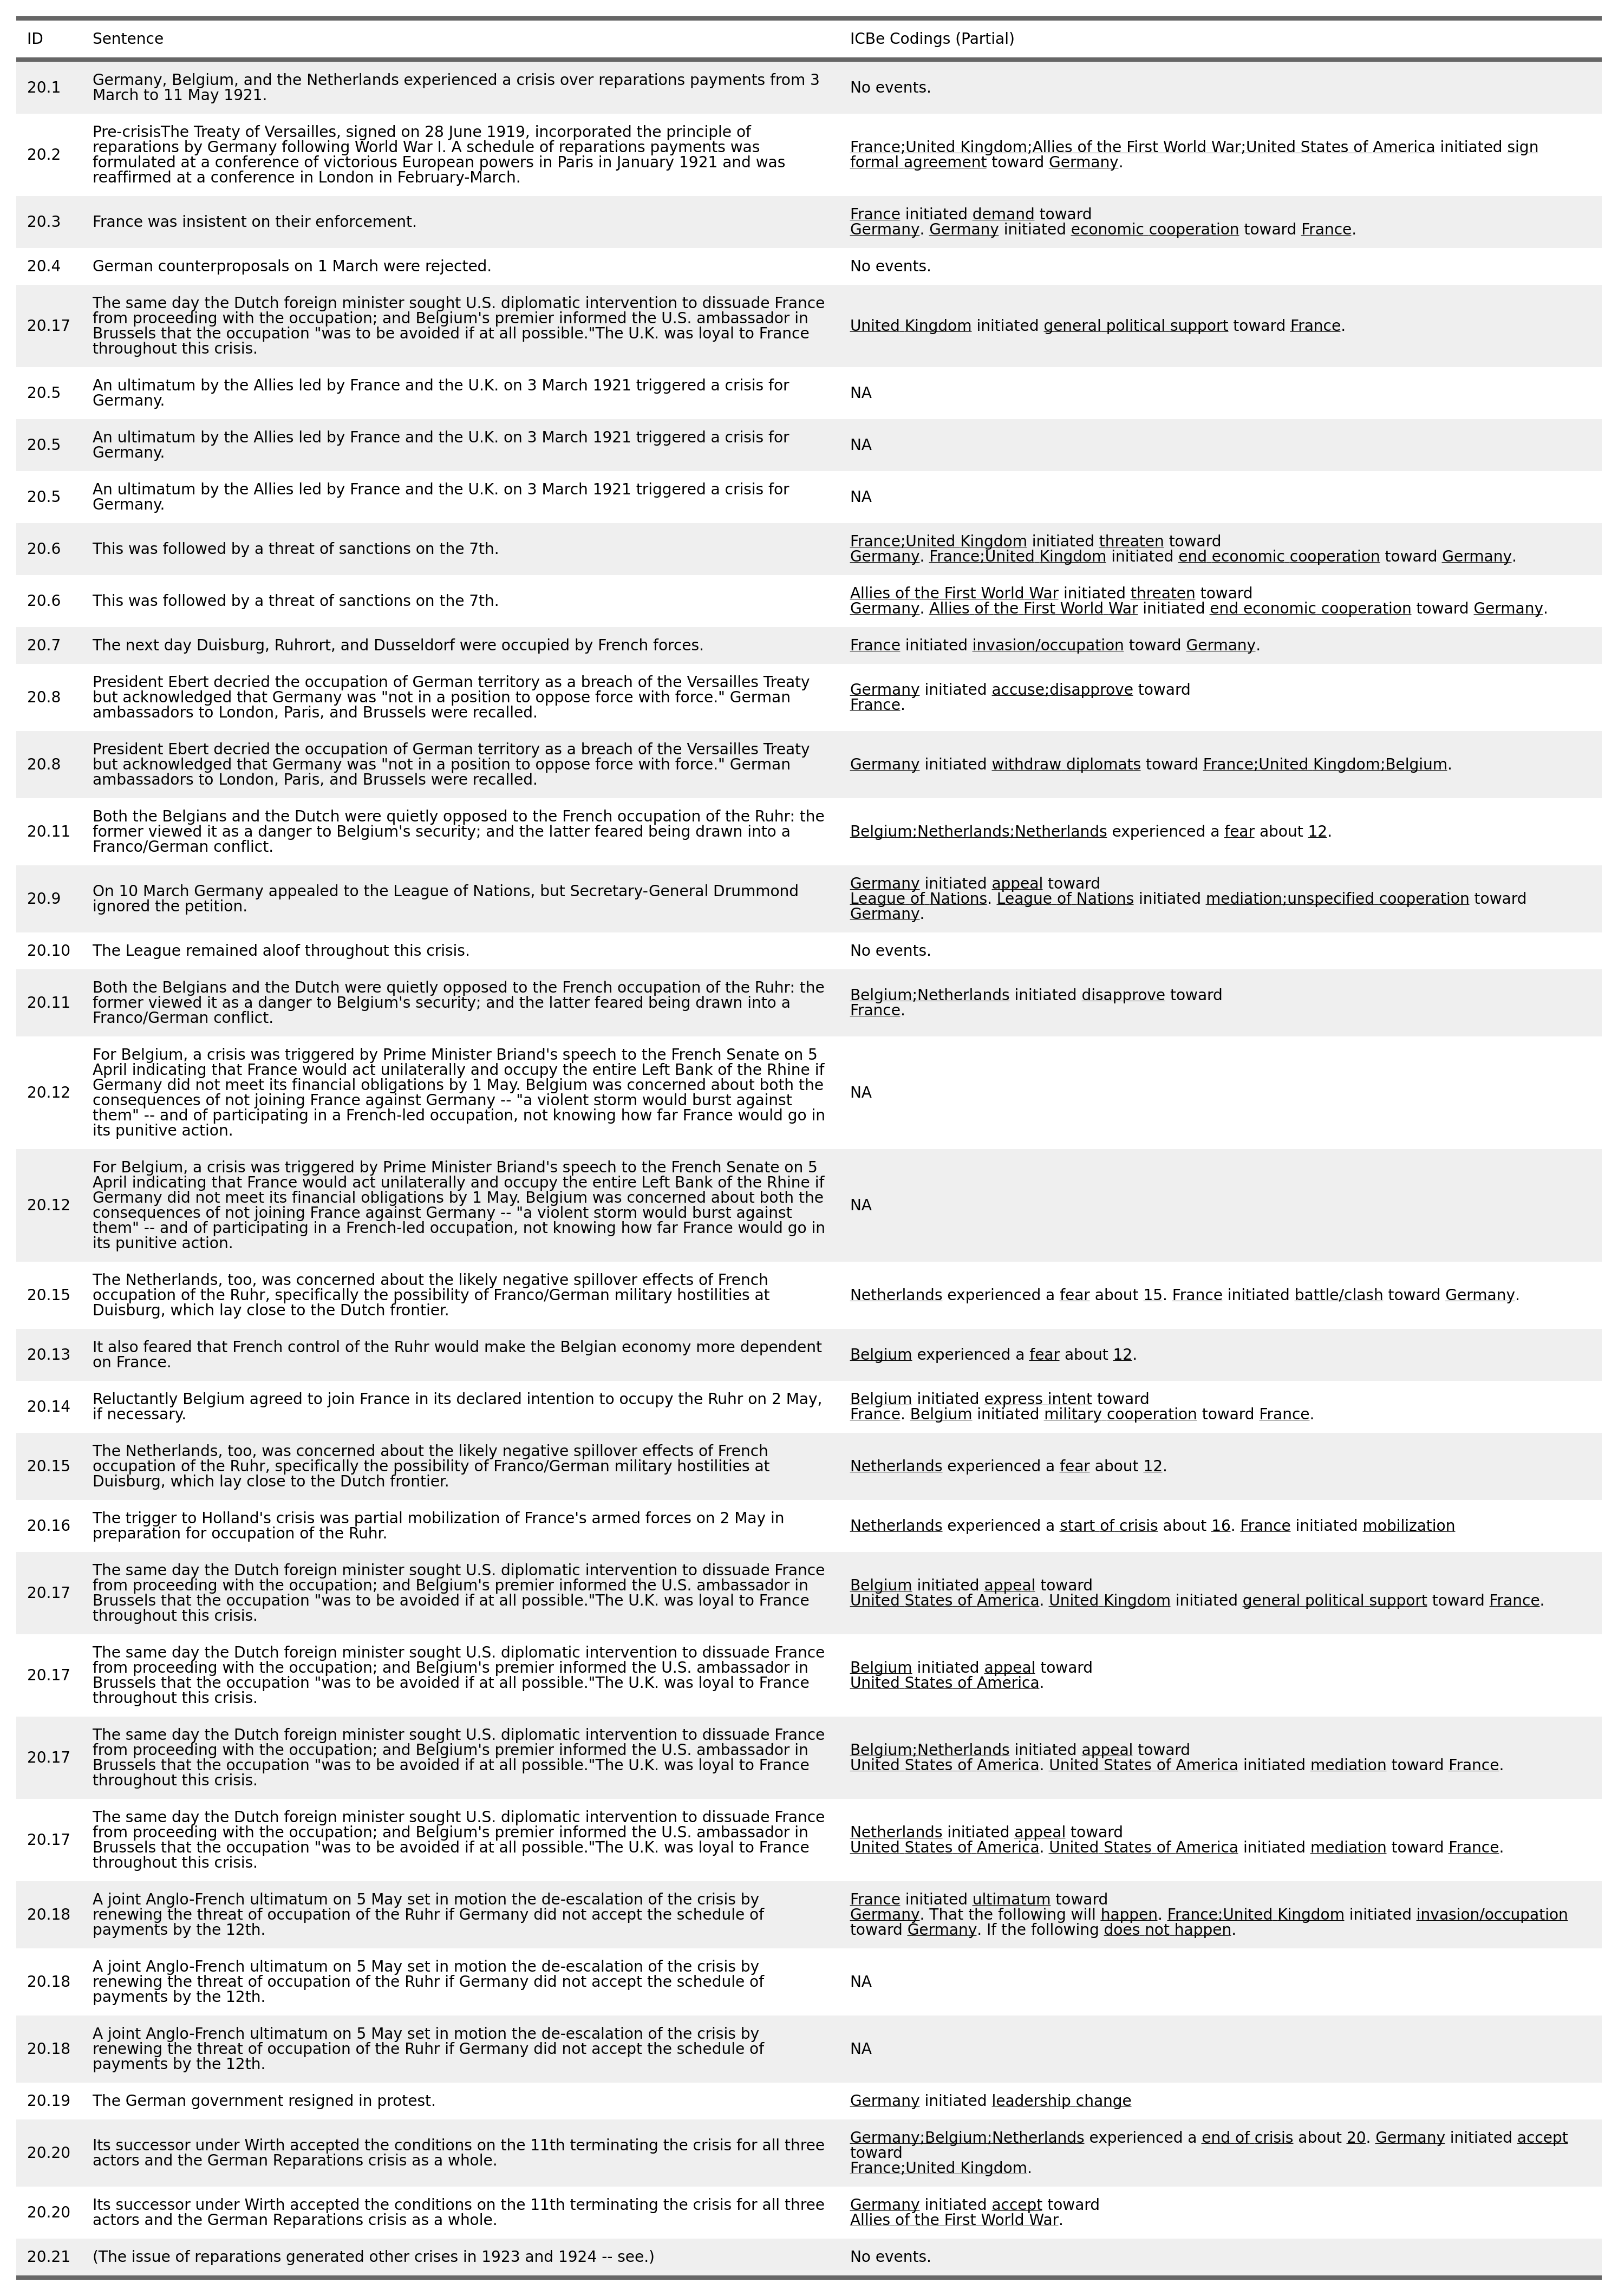 ID Sentence ICBe Codings (Partial)
20.1 Germany, Belgium, and the Netherlands experienced a crisis over reparations payments from 3
March to 11 May 1921.
No events.
20.2 Pre-crisisThe Treaty of Versailles, signed on 28 June 1919, incorporated the principle of
reparations by Germany following World War I. A schedule of reparations payments was
formulated at a conference of victorious European powers in Paris in January 1921 and was
reaffirmed at a conference in London in February-March.
France;United Kingdom;Allies of the First World War;United States of America initiated sign
formal agreement toward Germany.
20.3 France was insistent on their enforcement.
France initiated demand toward
Germany. Germany initiated economic cooperation toward France.
20.4 German counterproposals on 1 March were rejected.
No events.
20.17 The same day the Dutch foreign minister sought U.S. diplomatic intervention to dissuade France
from proceeding with the occupation; and Belgium's premier informed the U.S. ambassador in
Brussels that the occupation "was to be avoided if at all possible."The U.K. was loyal to France
throughout this crisis.
United Kingdom initiated general political support toward France.
20.5 An ultimatum by the Allies led by France and the U.K. on 3 March 1921 triggered a crisis for
Germany.
NA
20.5 An ultimatum by the Allies led by France and the U.K. on 3 March 1921 triggered a crisis for
Germany.
NA
20.5 An ultimatum by the Allies led by France and the U.K. on 3 March 1921 triggered a crisis for
Germany.
NA
20.6 This was followed by a threat of sanctions on the 7th.
France;United Kingdom initiated threaten toward
Germany. France;United Kingdom initiated end economic cooperation toward Germany.
20.6 This was followed by a threat of sanctions on the 7th.
Allies of the First World War initiated threaten toward
Germany. Allies of the First World War initiated end economic cooperation toward Germany.
20.7 The next day Duisburg, Ruhrort, and Dusseldorf were occupied by French forces.
France initiated invasion/occupation toward Germany.
20.8 President Ebert decried the occupation of German territory as a breach of the Versailles Treaty
but acknowledged that Germany was "not in a position to oppose force with force." German
ambassadors to London, Paris, and Brussels were recalled.
Germany initiated accuse;disapprove toward
France.
20.8 President Ebert decried the occupation of German territory as a breach of the Versailles Treaty
but acknowledged that Germany was "not in a position to oppose force with force." German
ambassadors to London, Paris, and Brussels were recalled.
Germany initiated withdraw diplomats toward France;United Kingdom;Belgium.
20.11 Both the Belgians and the Dutch were quietly opposed to the French occupation of the Ruhr: the
former viewed it as a danger to Belgium's security; and the latter feared being drawn into a
Franco/German conflict.
Belgium;Netherlands;Netherlands experienced a fear about 12.
20.9 On 10 March Germany appealed to the League of Nations, but Secretary-General Drummond
ignored the petition.
Germany initiated appeal toward
League of Nations. League of Nations initiated mediation;unspecified cooperation toward
Germany.
20.10 The League remained aloof throughout this crisis.
No events.
20.11 Both the Belgians and the Dutch were quietly opposed to the French occupation of the Ruhr: the
former viewed it as a danger to Belgium's security; and the latter feared being drawn into a
Franco/German conflict.
Belgium;Netherlands initiated disapprove toward
France.
20.12 For Belgium, a crisis was triggered by Prime Minister Briand's speech to the French Senate on 5
April indicating that France would act unilaterally and occupy the entire Left Bank of the Rhine if
Germany did not meet its financial obligations by 1 May. Belgium was concerned about both the
consequences of not joining France against Germany -- "a violent storm would burst against
them" -- and of participating in a French-led occupation, not knowing how far France would go in
its punitive action.
NA
20.12 For Belgium, a crisis was triggered by Prime Minister Briand's speech to the French Senate on 5
April indicating that France would act unilaterally and occupy the entire Left Bank of the Rhine if
Germany did not meet its financial obligations by 1 May. Belgium was concerned about both the
consequences of not joining France against Germany -- "a violent storm would burst against
them" -- and of participating in a French-led occupation, not knowing how far France would go in
its punitive action.
NA
20.15 The Netherlands, too, was concerned about the likely negative spillover effects of French
occupation of the Ruhr, specifically the possibility of Franco/German military hostilities at
Duisburg, which lay close to the Dutch frontier.
Netherlands experienced a fear about 15. France initiated battle/clash toward Germany.
20.13 It also feared that French control of the Ruhr would make the Belgian economy more dependent
on France.
Belgium experienced a fear about 12.
20.14 Reluctantly Belgium agreed to join France in its declared intention to occupy the Ruhr on 2 May,
if necessary.
Belgium initiated express intent toward
France. Belgium initiated military cooperation toward France.
20.15 The Netherlands, too, was concerned about the likely negative spillover effects of French
occupation of the Ruhr, specifically the possibility of Franco/German military hostilities at
Duisburg, which lay close to the Dutch frontier.
Netherlands experienced a fear about 12.
20.16 The trigger to Holland's crisis was partial mobilization of France's armed forces on 2 May in
preparation for occupation of the Ruhr.
Netherlands experienced a start of crisis about 16. France initiated mobilization
20.17 The same day the Dutch foreign minister sought U.S. diplomatic intervention to dissuade France
from proceeding with the occupation; and Belgium's premier informed the U.S. ambassador in
Brussels that the occupation "was to be avoided if at all possible."The U.K. was loyal to France
throughout this crisis.
Belgium initiated appeal toward
United States of America. United Kingdom initiated general political support toward France.
20.17 The same day the Dutch foreign minister sought U.S. diplomatic intervention to dissuade France
from proceeding with the occupation; and Belgium's premier informed the U.S. ambassador in
Brussels that the occupation "was to be avoided if at all possible."The U.K. was loyal to France
throughout this crisis.
Belgium initiated appeal toward
United States of America.
20.17 The same day the Dutch foreign minister sought U.S. diplomatic intervention to dissuade France
from proceeding with the occupation; and Belgium's premier informed the U.S. ambassador in
Brussels that the occupation "was to be avoided if at all possible."The U.K. was loyal to France
throughout this crisis.
Belgium;Netherlands initiated appeal toward
United States of America. United States of America initiated mediation toward France.
20.17 The same day the Dutch foreign minister sought U.S. diplomatic intervention to dissuade France
from proceeding with the occupation; and Belgium's premier informed the U.S. ambassador in
Brussels that the occupation "was to be avoided if at all possible."The U.K. was loyal to France
throughout this crisis.
Netherlands initiated appeal toward
United States of America. United States of America initiated mediation toward France.
20.18 A joint Anglo-French ultimatum on 5 May set in motion the de-escalation of the crisis by
renewing the threat of occupation of the Ruhr if Germany did not accept the schedule of
payments by the 12th.
France initiated ultimatum toward
Germany. That the following will happen. France;United Kingdom initiated invasion/occupation
toward Germany. If the following does not happen.
20.18 A joint Anglo-French ultimatum on 5 May set in motion the de-escalation of the crisis by
renewing the threat of occupation of the Ruhr if Germany did not accept the schedule of
payments by the 12th.
NA
20.18 A joint Anglo-French ultimatum on 5 May set in motion the de-escalation of the crisis by
renewing the threat of occupation of the Ruhr if Germany did not accept the schedule of
payments by the 12th.
NA
20.19 The German government resigned in protest.
Germany initiated leadership change
20.20 Its successor under Wirth accepted the conditions on the 11th terminating the crisis for all three
actors and the German Reparations crisis as a whole.
Germany;Belgium;Netherlands experienced a end of crisis about 20. Germany initiated accept
toward
France;United Kingdom.
20.20 Its successor under Wirth accepted the conditions on the 11th terminating the crisis for all three
actors and the German Reparations crisis as a whole.
Germany initiated accept toward
Allies of the First World War.
20.21 (The issue of reparations generated other crises in 1923 and 1924 -- see.)
No events.